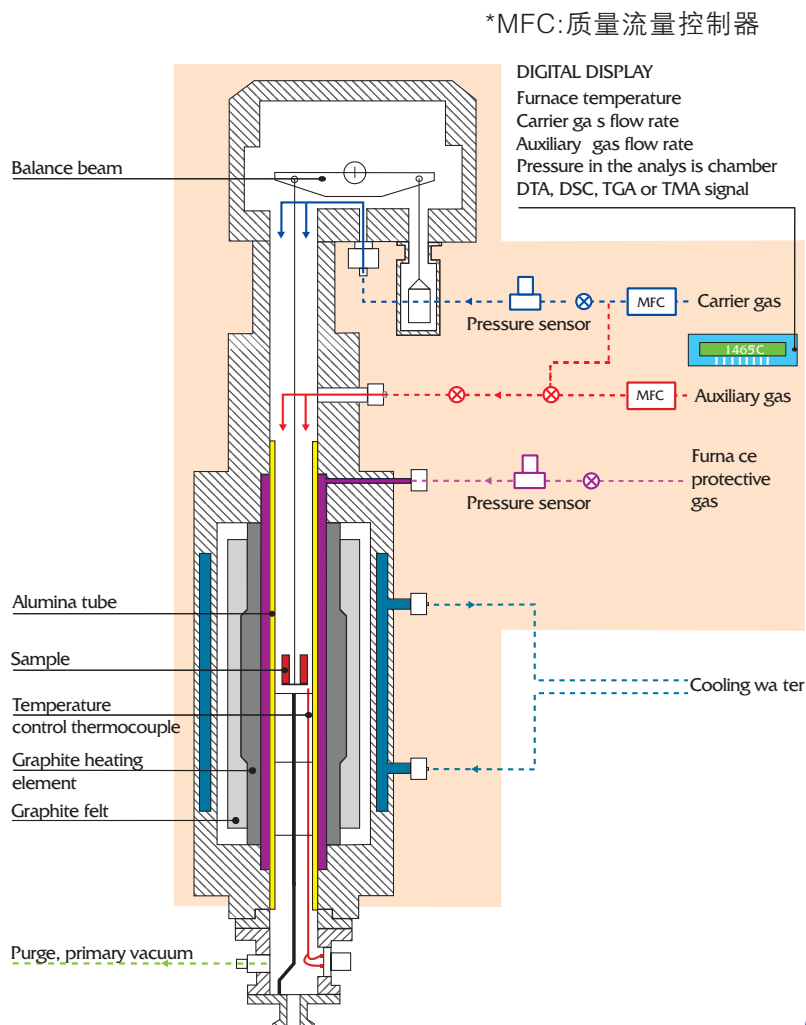 *MFC:质量流量控制器
DIGITAL DISPLAY
Furnace temperature
Carrier ga s flow rate
Auxiliary gas flow rate
Pressure in the analys is chamber
DTA, DSC, TGA or TMA signal
Balance beam
MFC
Carrier gas
Pressure sensor
1465C
MFC
Auxiliary gas
Furna ce
protective
gas
Pressure sensor
Alumina tube
Sample
Cooling wa ter
Temperature
control thermocouple
Graphite heating
element
Graphite felt
Purge, primary vacuum